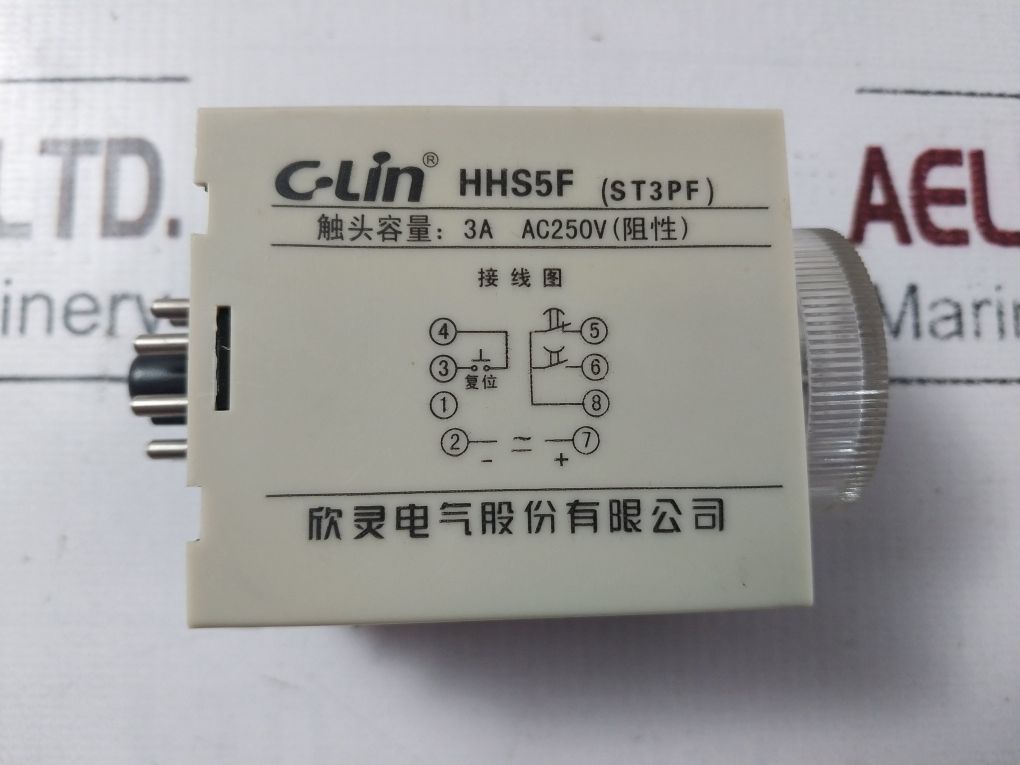 C-Lin® HHS5F (ST3PF)
触头容量: 3A AC250V(阻性)
接线图
④ ⑤
③ 复位 ⑥
① ⑧
② - ≂ + ⑦
欣灵电气股份有限公司
LTD.
inery
AEL
Marin